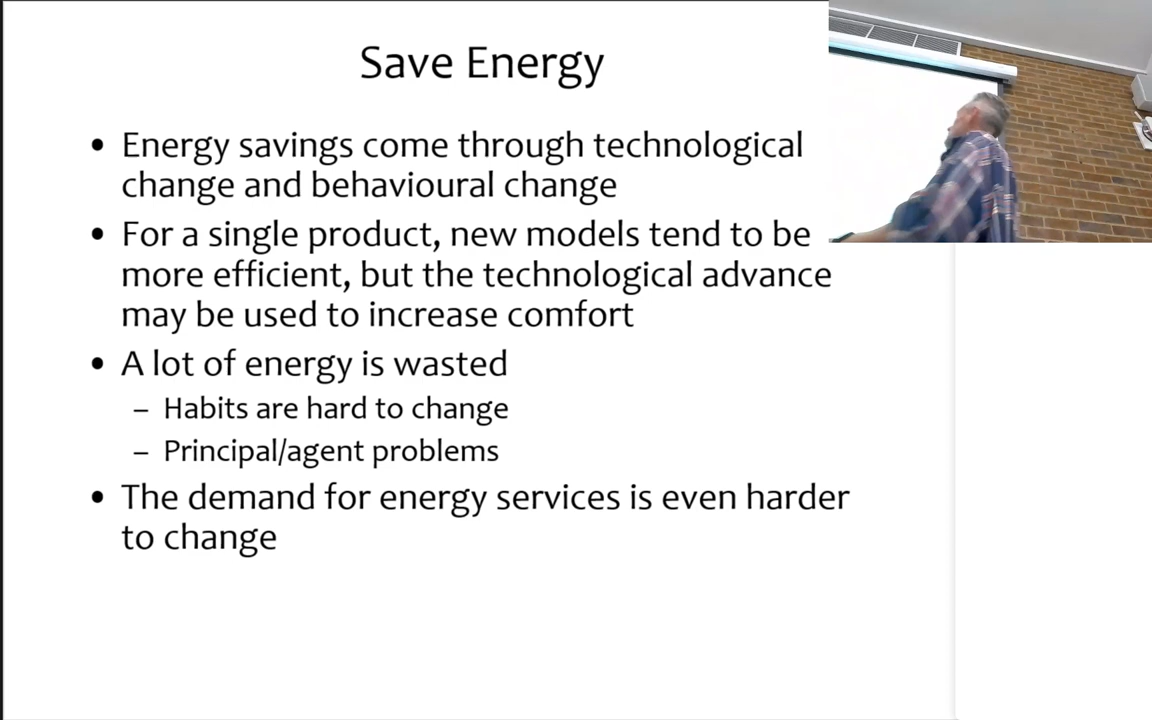 Save Energy
• Energy savings come through technological
change and behavioural change
• For a single product, new models tend to be
more efficient, but the technological advance
may be used to increase comfort
• A lot of energy is wasted
– Habits are hard to change
– Principal/agent problems
• The demand for energy services is even harder
to change